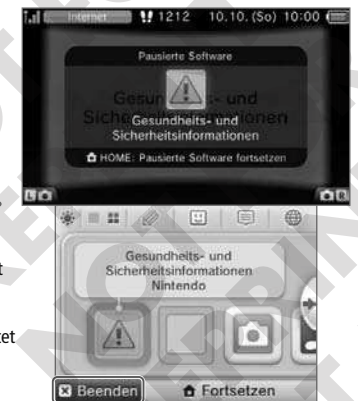 Internet 1212 10.10. (So) 10:00
Pausierte Software
Gesundheits- und
Sicherheitsinformationen
Gesundheits- und
Sicherheitsinformationen
HOME: Pausierte Software fortsetzen
L R
t
Gesundheits- und
Sicherheitsinformationen
Nintendo
tet
Beenden Fortsetzen